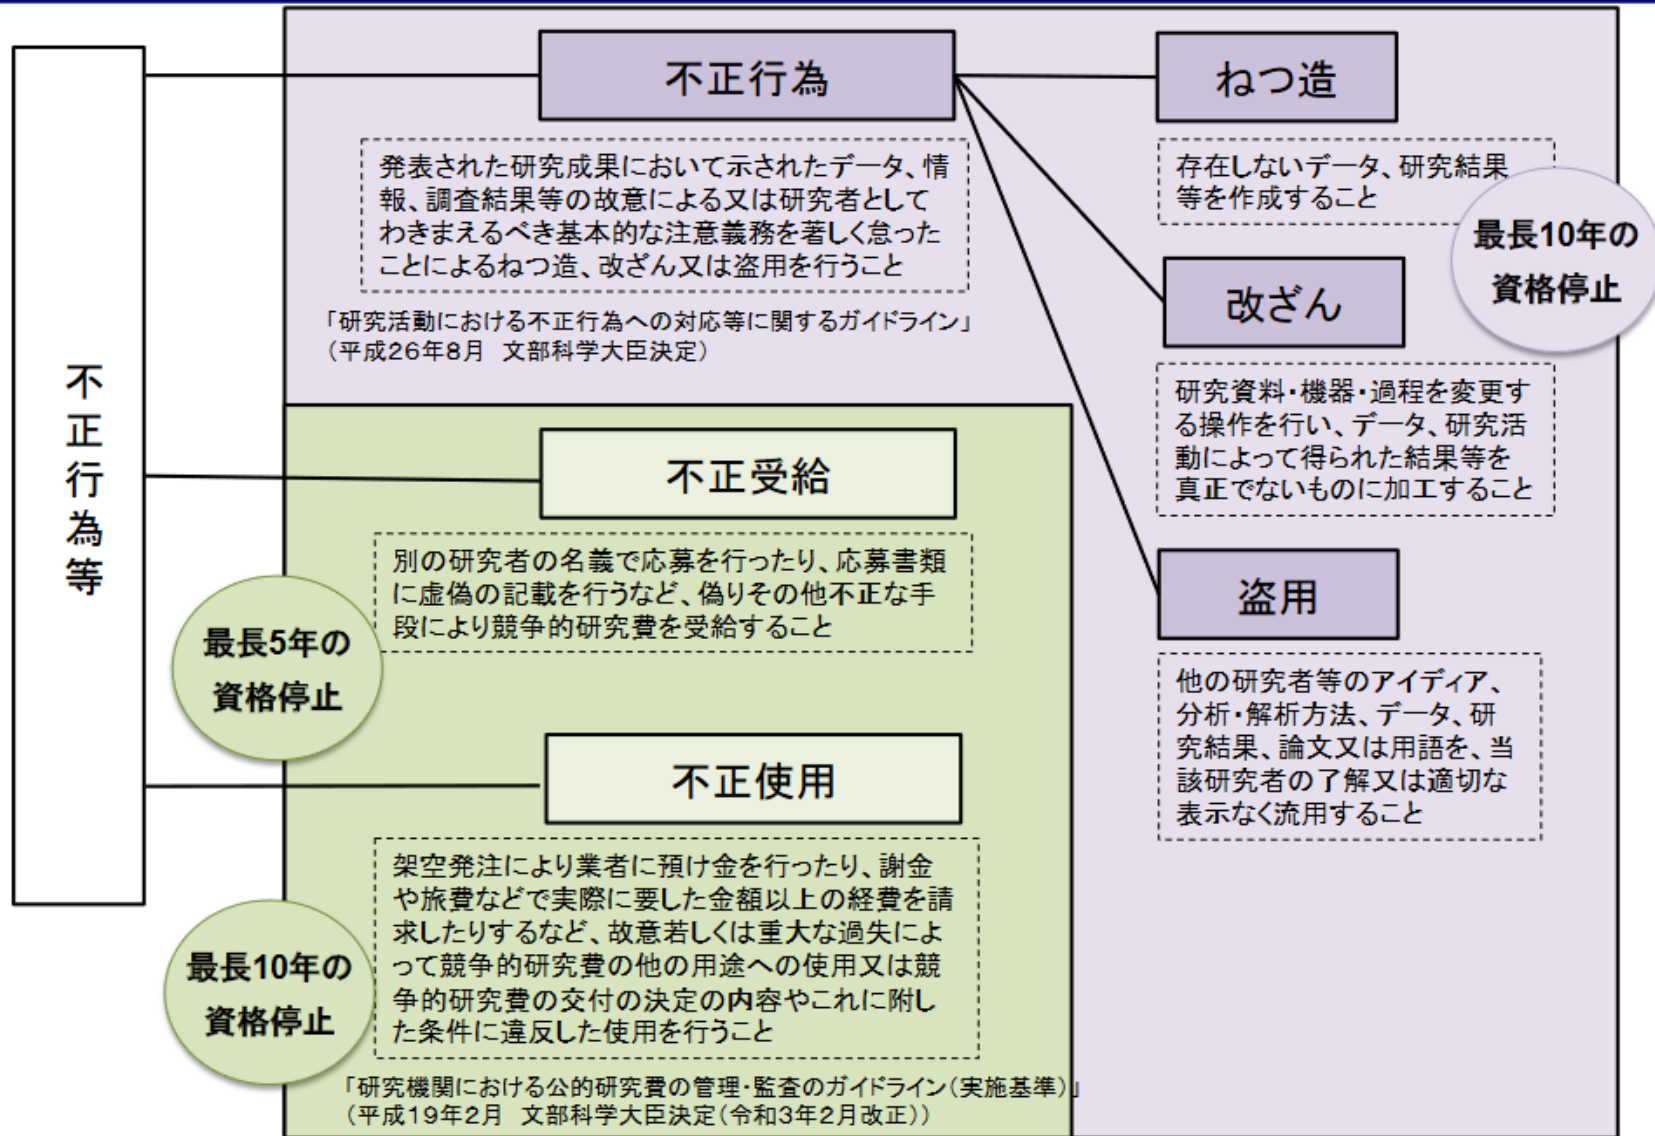 不正行為等
不正行為
発表された研究成果において示されたデータ、情
報、調査結果等の故意による又は研究者として
わきまえるべき基本的な注意義務を著しく怠った
ことによるねつ造、改ざん又は盗用を行うこと
「研究活動における不正行為への対応等に関するガイドライン」
（平成26年8月　文部科学大臣決定）
ねつ造
存在しないデータ、研究結果
等を作成すること
最長10年の
資格停止
改ざん
研究資料・機器・過程を変更す
る操作を行い、データ、研究活
動によって得られた結果等を
真正でないものに加工すること
盗用
他の研究者等のアイディア、
分析・解析方法、データ、研
究結果、論文又は用語を、当
該研究者の了解又は適切な
表示なく流用すること
不正受給
別の研究者の名義で応募を行ったり、応募書類
に虚偽の記載を行うなど、偽りその他不正な手
段により競争的研究費を受給すること
最長5年の
資格停止
不正使用
架空発注により業者に預け金を行ったり、謝金
や旅費などで実際に要した金額以上の経費を請
求したりするなど、故意若しくは重大な過失によ
って競争的研究費の他の用途への使用又は競
争的研究費の交付の決定の内容やこれに附し
た条件に違反した使用を行うこと
最長10年の
資格停止
「研究機関における公的研究費の管理・監査のガイドライン（実施基準）」
（平成19年2月　文部科学大臣決定（令和3年2月改正））